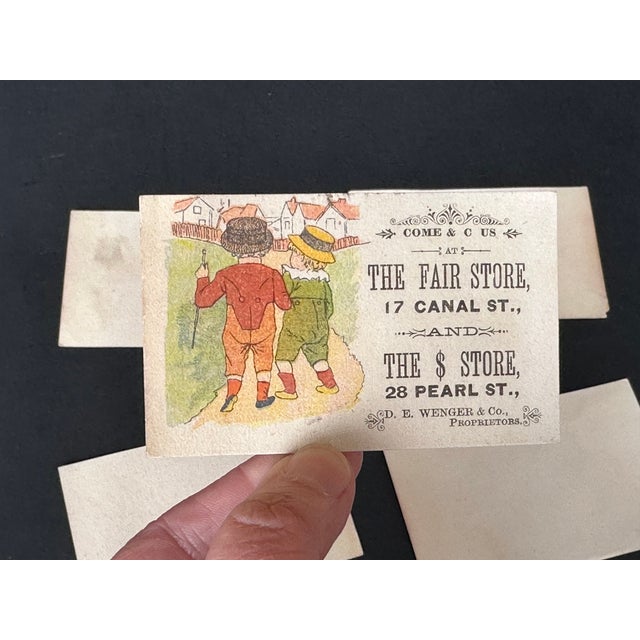 COME & C US
AT
THE FAIR STORE,
17 CANAL ST.,
AND
THE $ STORE,
28 PEARL ST.,
D. E. WENGER & Co.,
PROPRIETORS.